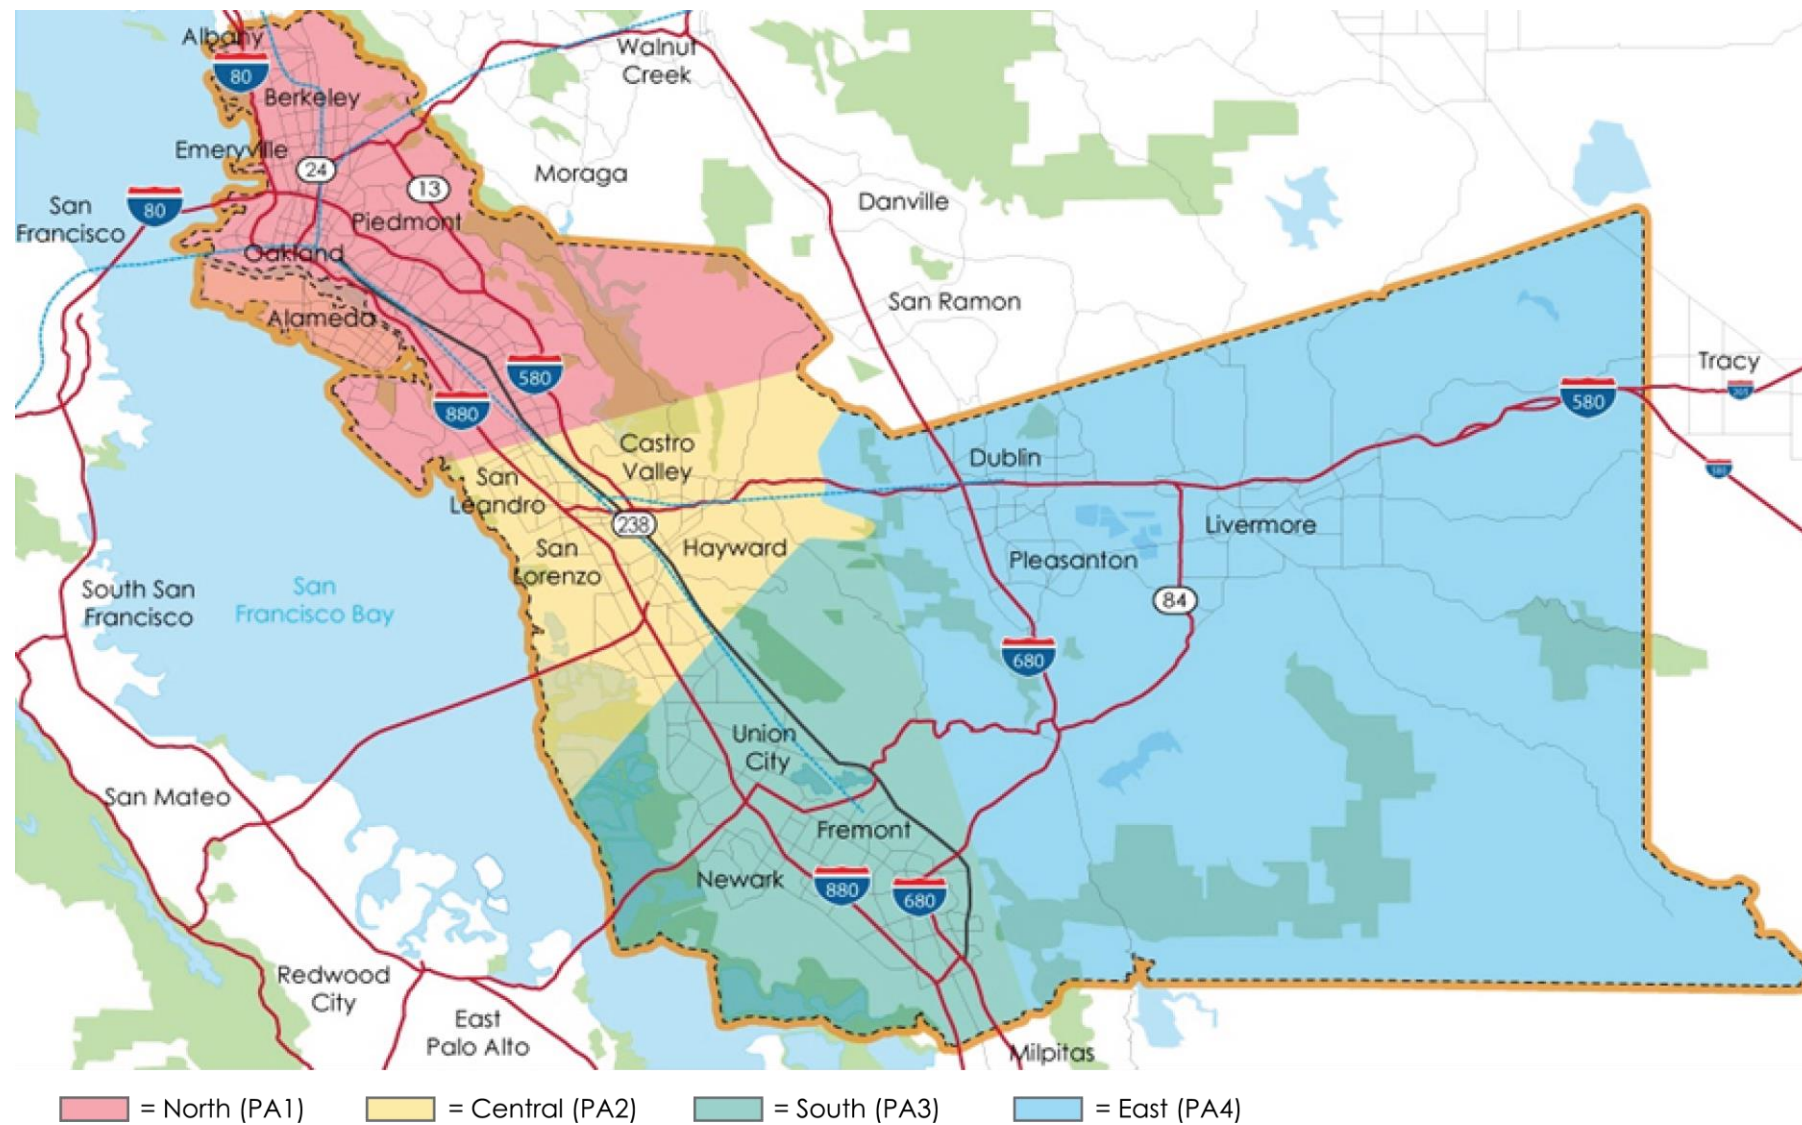 Albany
80
Berkeley
Emeryville
24
13
San
Francisco
80
Piedmont
Oakland
Alameda
Walnut
Creek
Moraga
Danville
San Ramon
Tracy
580
880
580
205
580
Castro
Valley
San
Leandro
Dublin
238
Hayward
San
Lorenzo
Livermore
Pleasanton
84
South San
Francisco
San
Francisco Bay
680
Union
City
San Mateo
Fremont
Newark
880
680
Redwood
City
East
Palo Alto
Milpitas
= North (PA1)
= Central (PA2)
= South (PA3)
= East (PA4)